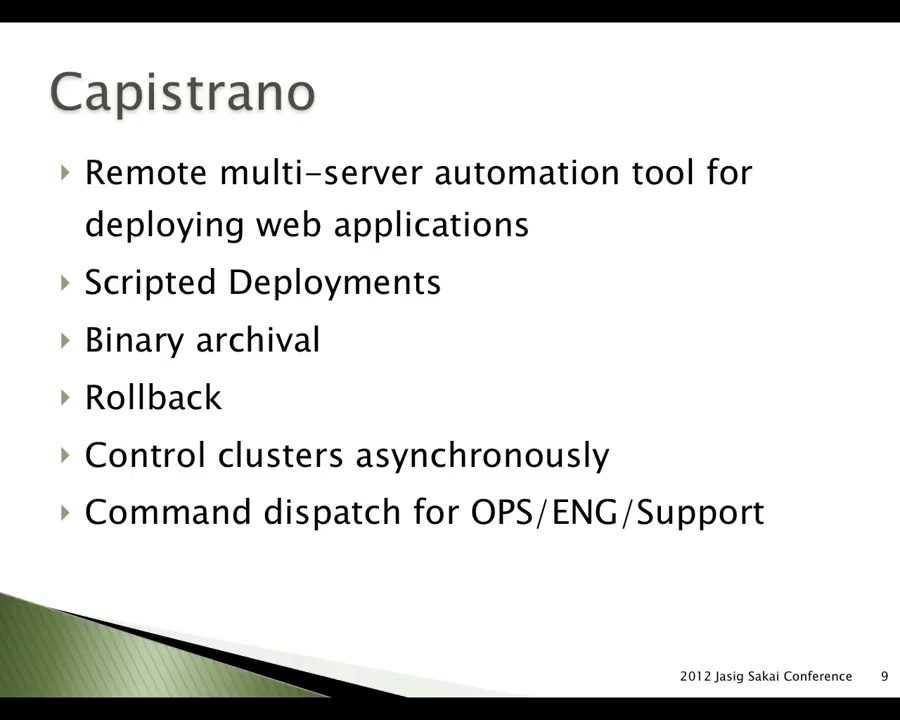 Capistrano
Remote multi-server automation tool for
deploying web applications
Scripted Deployments
Binary archival
Rollback
Control clusters asynchronously
Command dispatch for OPS/ENG/Support
2012 Jasig Sakai Conference 9